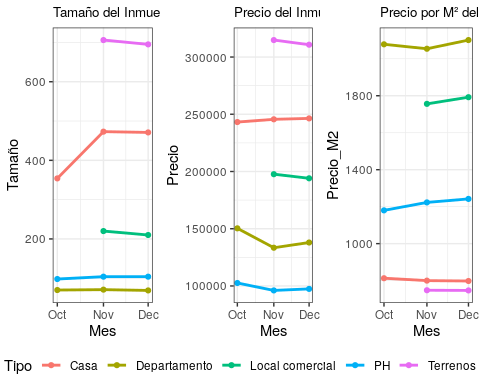 Tamaño del Inmue
Precio del Inmu
Precio por M² del
Tamaño
600
400
200
Oct Nov Dec
Mes
Precio
300000
250000
200000
150000
100000
Oct Nov Dec
Mes
Precio_M2
1800
1400
1000
Oct Nov Dec
Mes
Tipo Casa Departamento Local comercial PH Terrenos